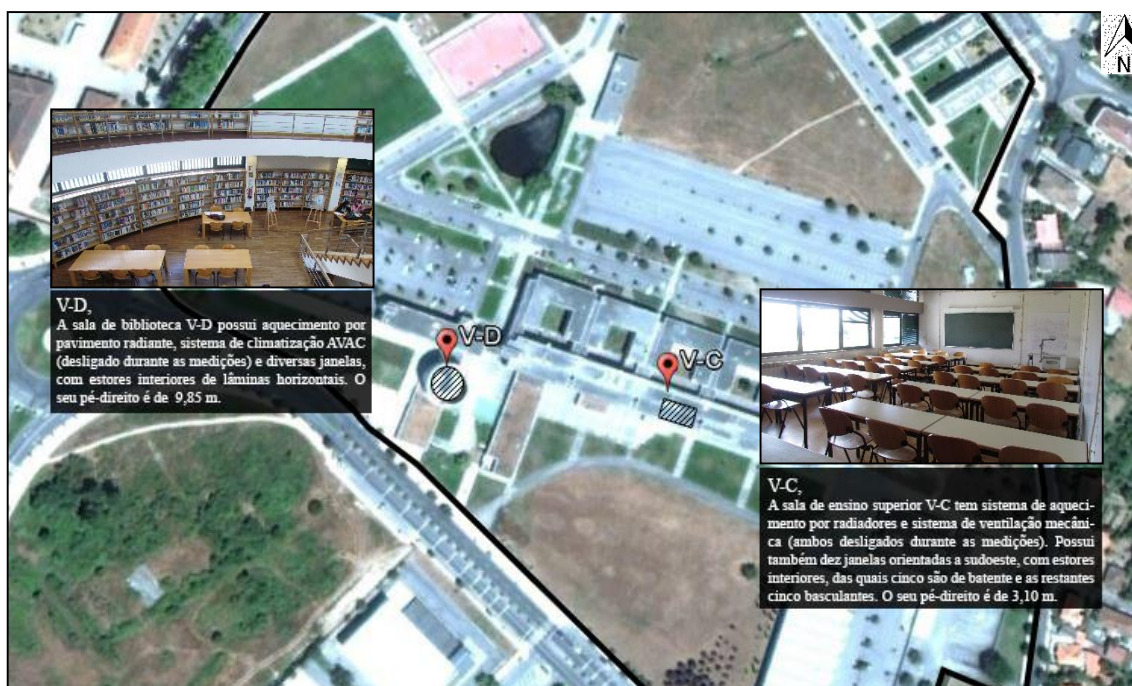 N
V-D
V-C
V-D,
A sala de biblioteca V-D possui aquecimento por
pavimento radiante, sistema de climatização AVAC
(desligado durante as medições) e diversas janelas,
com estores interiores de lâminas horizontais. O
seu pé-direito é de 9,85 m.
V-C,
A sala de ensino superior V-C tem sistema de aqueci-
mento por radiadores e sistema de ventilação mecâni-
ca (ambos desligados durante as medições). Possui
também dez janelas orientadas a sudoeste, com estores
interiores, das quais cinco são de batente e as restantes
cinco basculantes. O seu pé-direito é de 3,10 m.